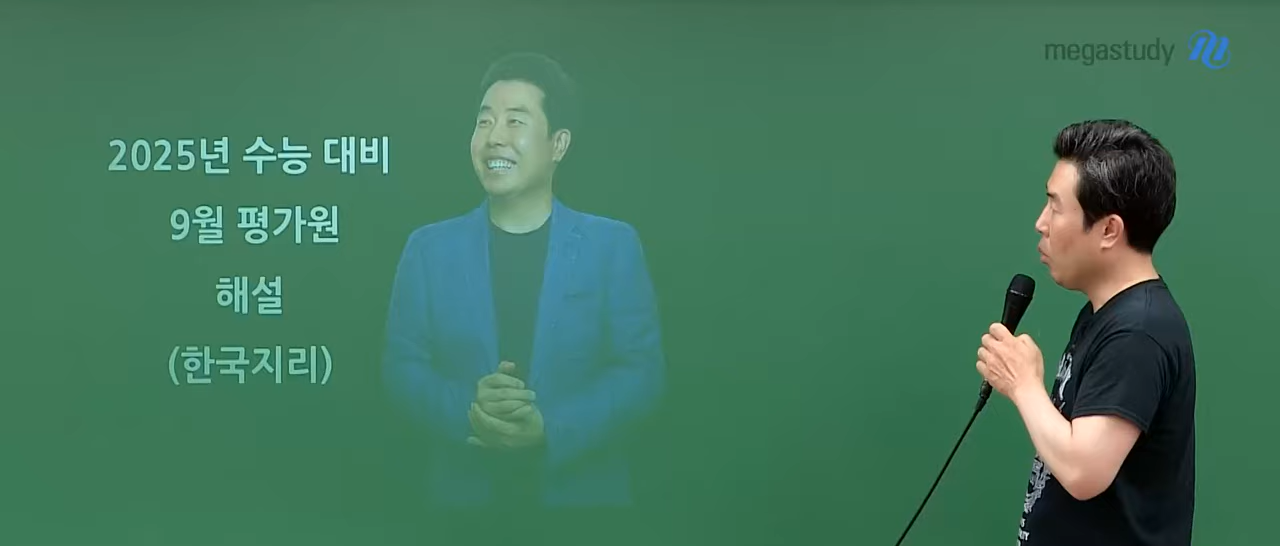 megastudy
2025년 수능 대비
9월 평가원
해설
(한국지리)